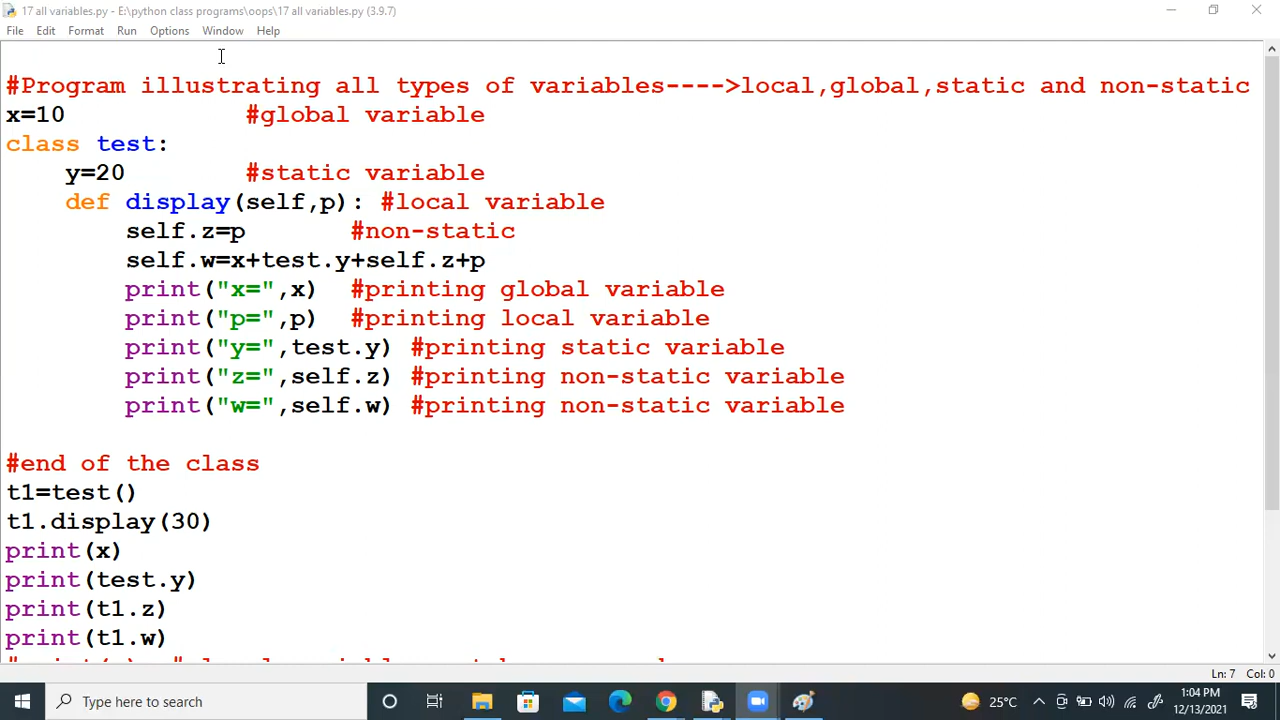 17 all variables.py - E:\python class programs\oops\17 all variables.py (3.9.7)
File Edit Format Run Options Window Help
#Program illustrating all types of variables---->local,global,static and non-static
x=10 #global variable
class test:
y=20 #static variable
def display(self,p): #local variable
self.z=p #non-static
self.w=x+test.y+self.z+p
print("x=",x) #printing global variable
print("p=",p) #printing local variable
print("y=",test.y) #printing static variable
print("z=",self.z) #printing non-static variable
print("w=",self.w) #printing non-static variable
#end of the class
t1=test()
t1.display(30)
print(x)
print(test.y)
print(t1.z)
print(t1.w)
Ln: 7 Col: 0
Type here to search
25°C
1:04 PM
12/13/2021